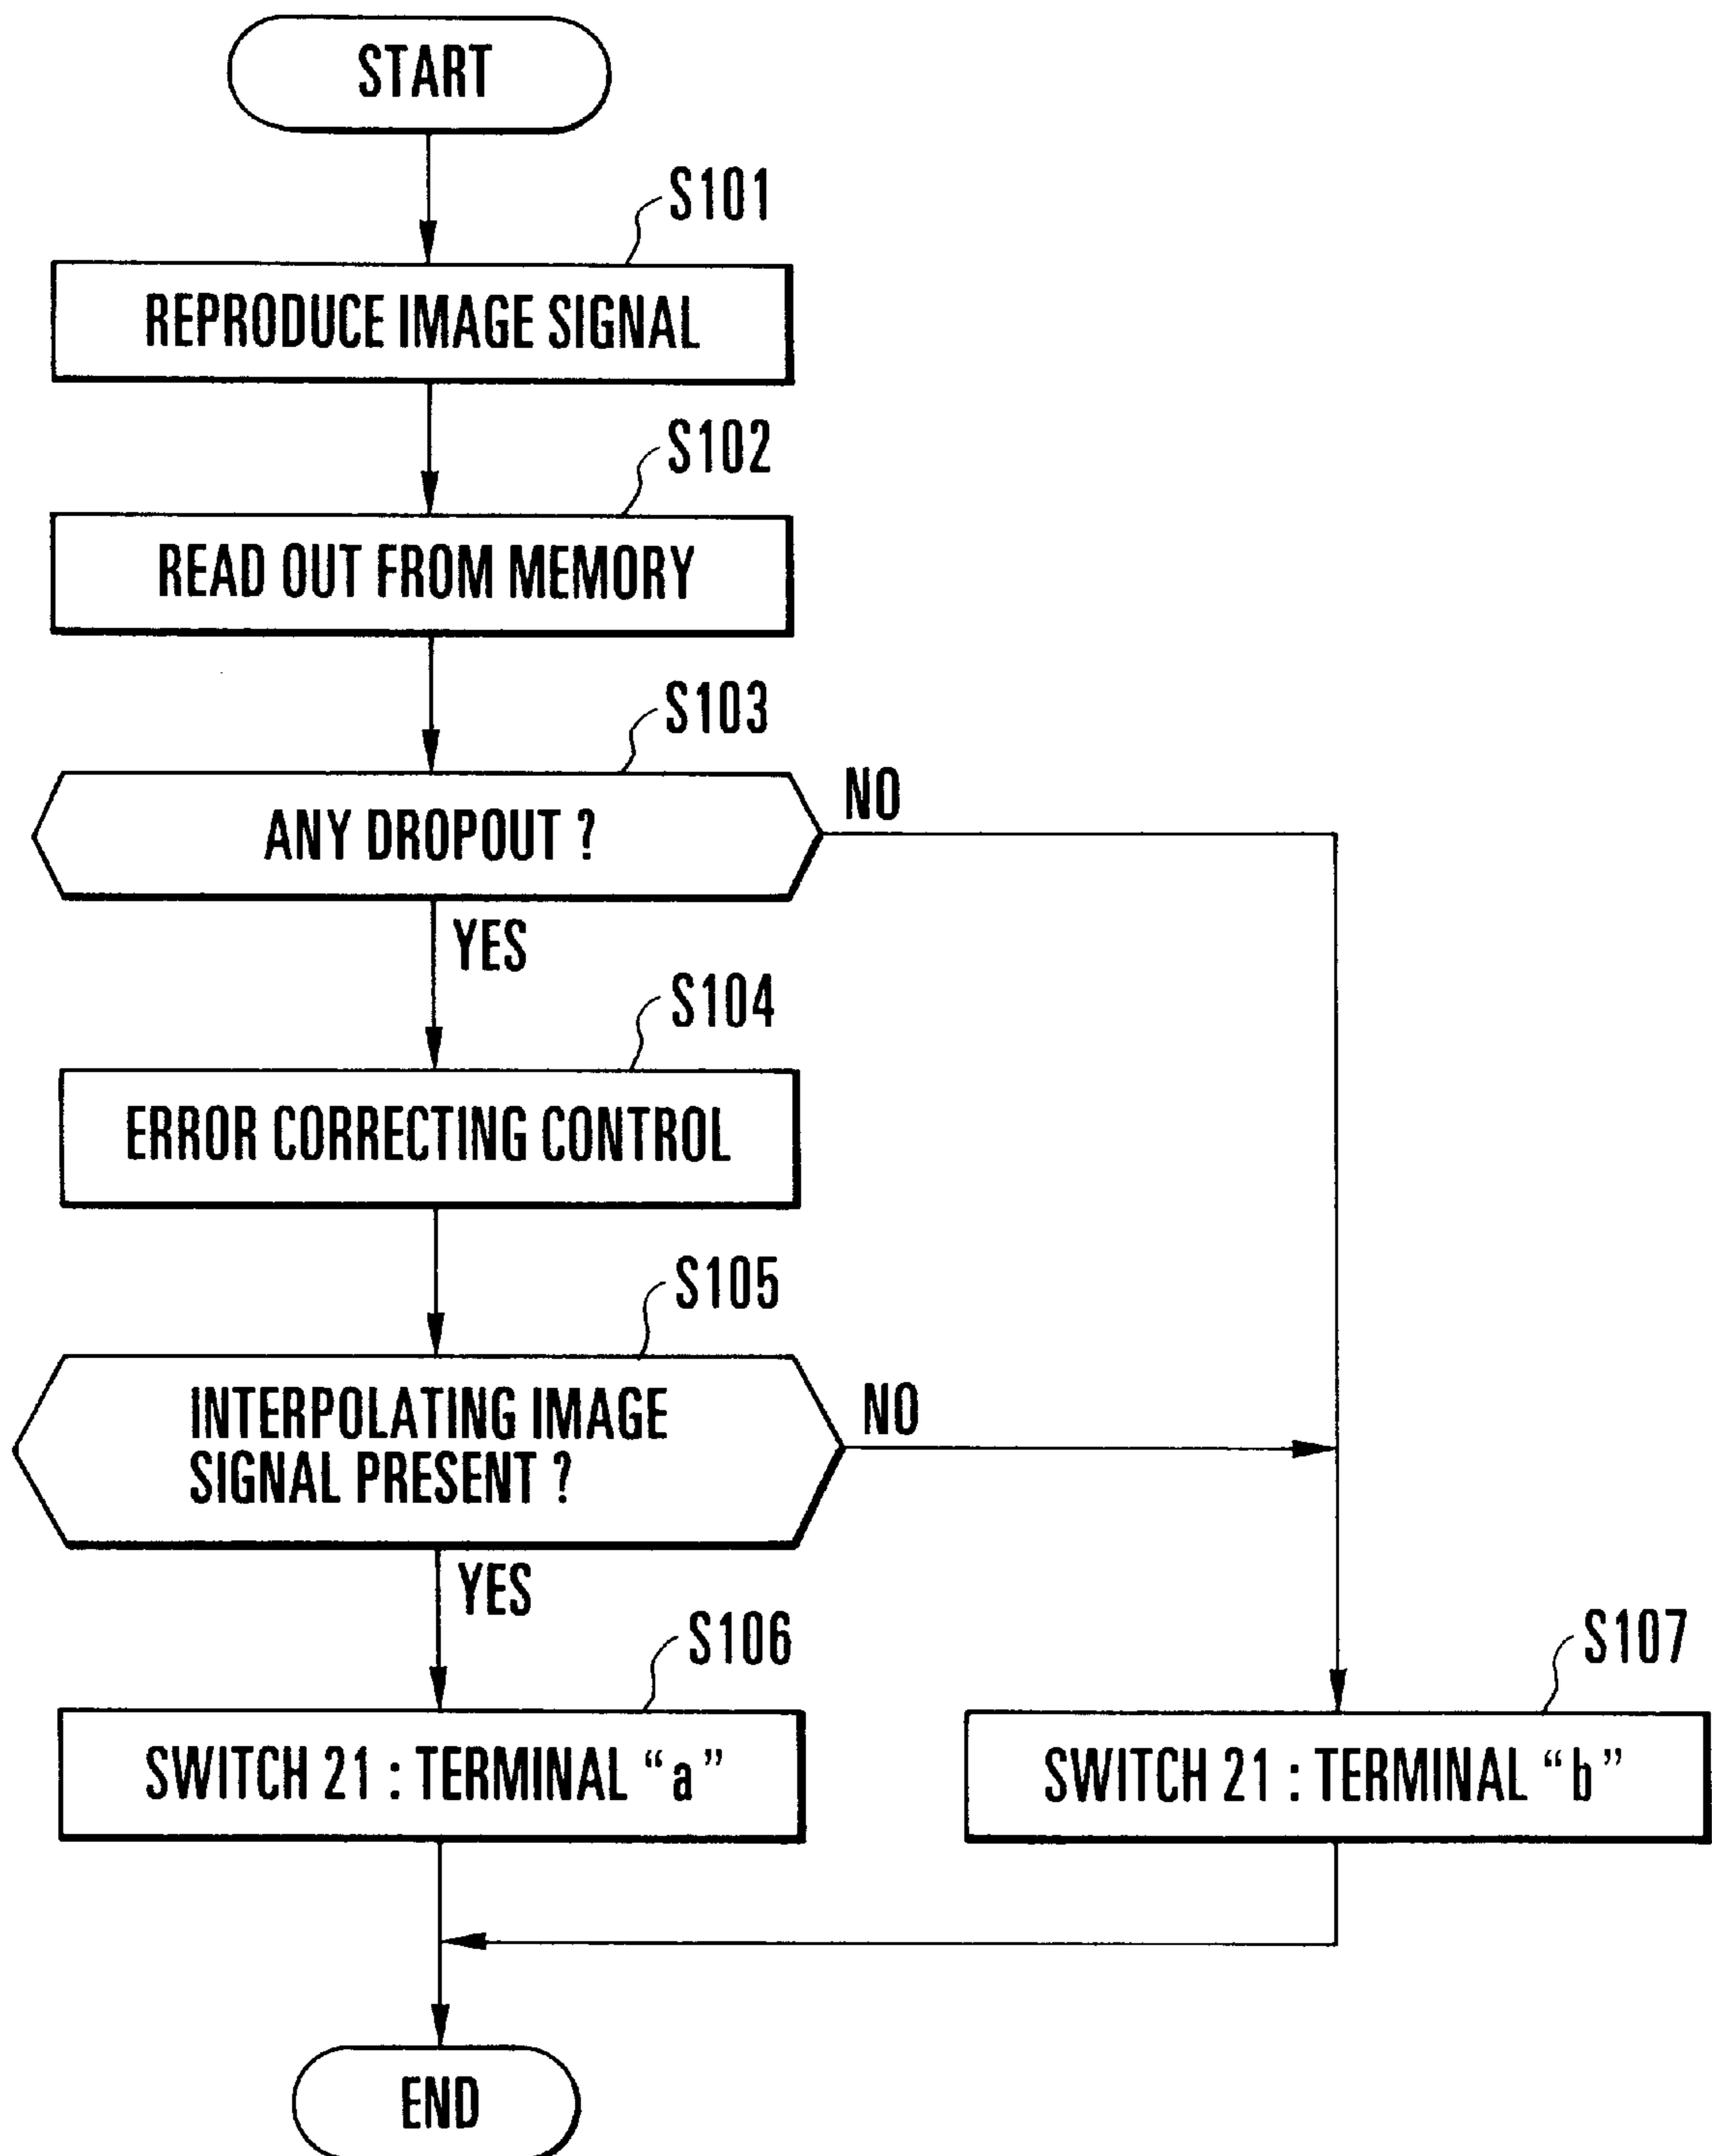 START
S101
REPRODUCE IMAGE SIGNAL
S102
READ OUT FROM MEMORY
S103
ANY DROPOUT ?
NO
YES
S104
ERROR CORRECTING CONTROL
S105
INTERPOLATING IMAGE
SIGNAL PRESENT ?
NO
YES
S106
SWITCH 21 : TERMINAL “a”
S107
SWITCH 21 : TERMINAL “b”
END